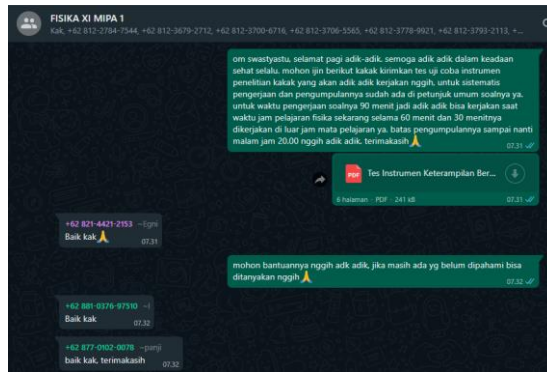 FISIKA XI MIPA 1
Kak, +62 812-2784-7544, +62 812-3679-2712, +62 812-3700-6716, +62 812-3706-5565, +62 812-3778-9921, +62 812-3793-2113, +...
om swastyastu, selamat pagi adik-adik, semoga adik adik dalam keadaan
sehat selalu. mohon ijin berikut kakak kirimkan tes uji coba instrumen
penelitian kakak yang akan adik adik kerjakan nggih, untuk sistematis
pengerjaan dan pengumpulannya sudah ada di petunjuk umum soalnya ya.
untuk waktu pengerjaan soalnya 90 menit jadi adik adik bisa kerjakan saat
waktu jam pelajaran fisika sekarang selama 60 menit dan 30 menitnya
dikerjakan di luar jam mata pelajaran ya. batas pengumpulannya sampai nanti
malam jam 20.00 nggih adik adik. terimakasih🙏
07.31
PDF Tes Instrumen Keterampilan Ber...
6 halaman · PDF · 241 kB 07.31
+62 821-4421-2153 ~Egni
Baik kak🙏
07.31
mohon bantuannya nggih adk adik, jika masih ada yg belum dipahami bisa
ditanyakan nggih🙏
07.32
+62 881-0376-97510 ~i
Baik kak
07.32
+62 877-0102-0078 ~panji
baik kak, terimakasih
07.32